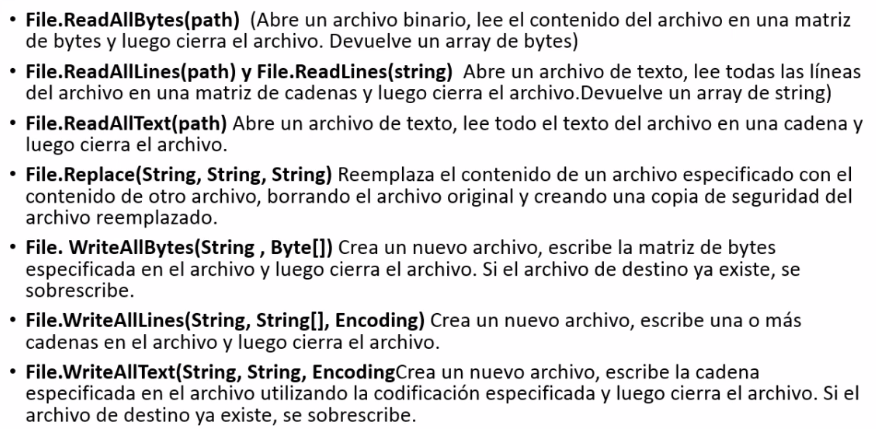 • File.ReadAllBytes(path) (Abre un archivo binario, lee el contenido del archivo en una matriz
de bytes y luego cierra el archivo. Devuelve un array de bytes)
• File.ReadAllLines(path) y File.ReadLines(string) Abre un archivo de texto, lee todas las líneas
del archivo en una matriz de cadenas y luego cierra el archivo.Devuelve un array de string)
• File.ReadAllText(path) Abre un archivo de texto, lee todo el texto del archivo en una cadena y
luego cierra el archivo.
• File.Replace(String, String, String) Reemplaza el contenido de un archivo especificado con el
contenido de otro archivo, borrando el archivo original y creando una copia de seguridad del
archivo reemplazado.
• File. WriteAllBytes(String , Byte[]) Crea un nuevo archivo, escribe la matriz de bytes
especificada en el archivo y luego cierra el archivo. Si el archivo de destino ya existe, se
sobrescribe.
• File.WriteAllLines(String, String[], Encoding) Crea un nuevo archivo, escribe una o más
cadenas en el archivo y luego cierra el archivo.
• File.WriteAllText(String, String, EncodingCrea un nuevo archivo, escribe la cadena
especificada en el archivo utilizando la codificación especificada y luego cierra el archivo. Si el
archivo de destino ya existe, se sobrescribe.